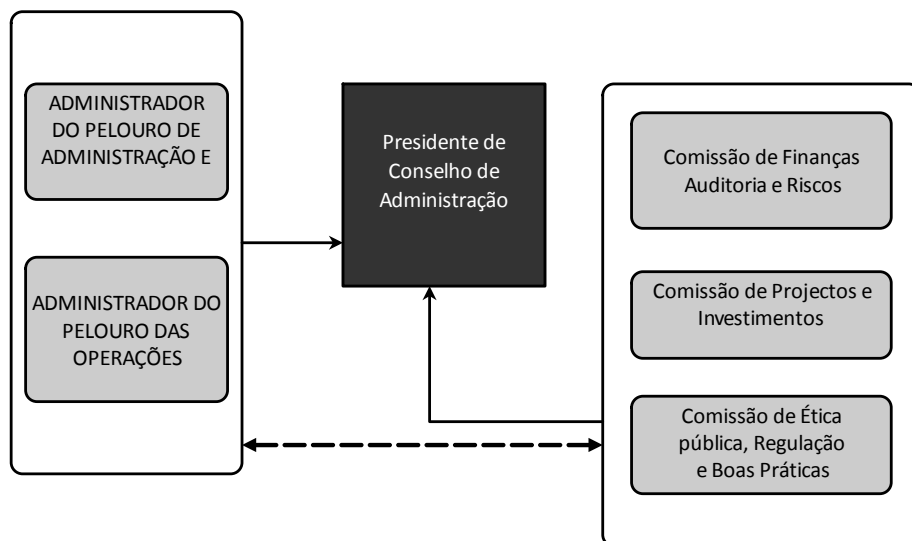 ADMINISTRADOR
DO PELOURO DE
ADMINISTRAÇÃO E
ADMINISTRADOR DO
PELOURO DAS
OPERAÇÕES
Presidente de
Conselho de
Administração
Comissão de Finanças
Auditoria e Riscos
Comissão de Projectos e
Investimentos
Comissão de Ética
pública, Regulação
e Boas Práticas